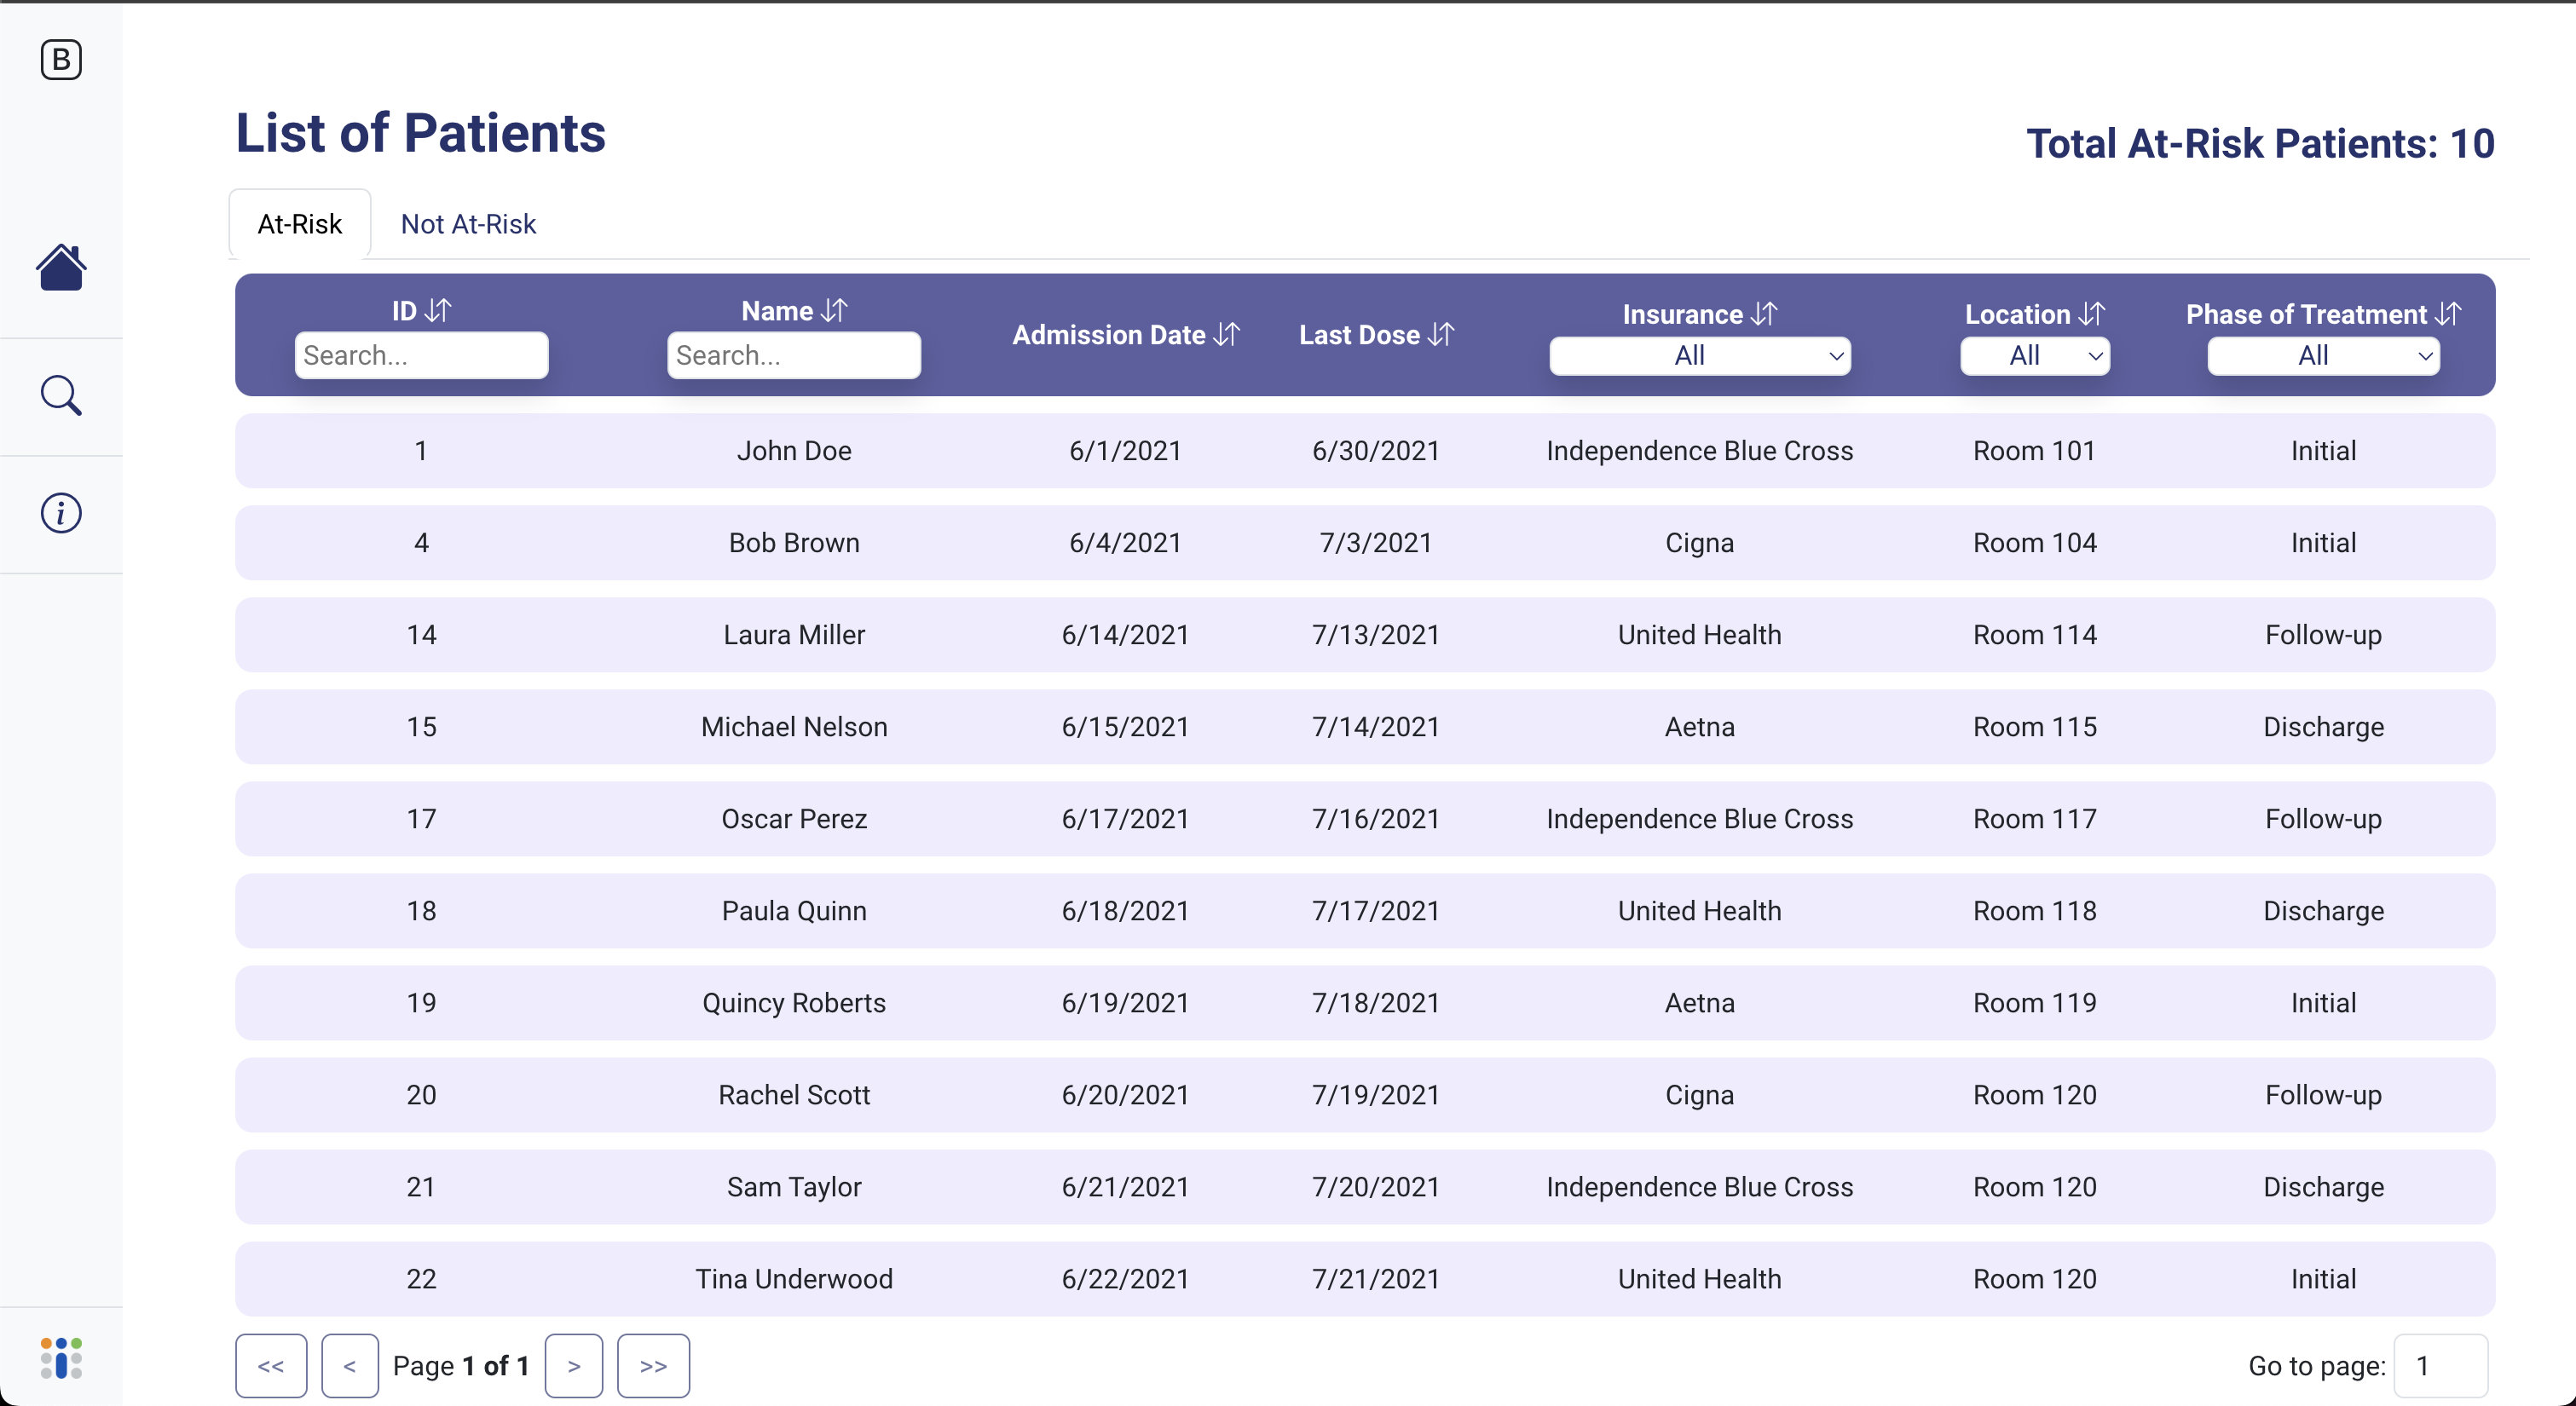 B
List of Patients
Total At-Risk Patients: 10
At-Risk Not At-Risk
ID Name Admission Date Last Dose Insurance Location Phase of Treatment
Search... Search... All All All
1 John Doe 6/1/2021 6/30/2021 Independence Blue Cross Room 101 Initial
4 Bob Brown 6/4/2021 7/3/2021 Cigna Room 104 Initial
14 Laura Miller 6/14/2021 7/13/2021 United Health Room 114 Follow-up
15 Michael Nelson 6/15/2021 7/14/2021 Aetna Room 115 Discharge
17 Oscar Perez 6/17/2021 7/16/2021 Independence Blue Cross Room 117 Follow-up
18 Paula Quinn 6/18/2021 7/17/2021 United Health Room 118 Discharge
19 Quincy Roberts 6/19/2021 7/18/2021 Aetna Room 119 Initial
20 Rachel Scott 6/20/2021 7/19/2021 Cigna Room 120 Follow-up
21 Sam Taylor 6/21/2021 7/20/2021 Independence Blue Cross Room 120 Discharge
22 Tina Underwood 6/22/2021 7/21/2021 United Health Room 120 Initial
<< < Page 1 of 1 > >> Go to page: 1